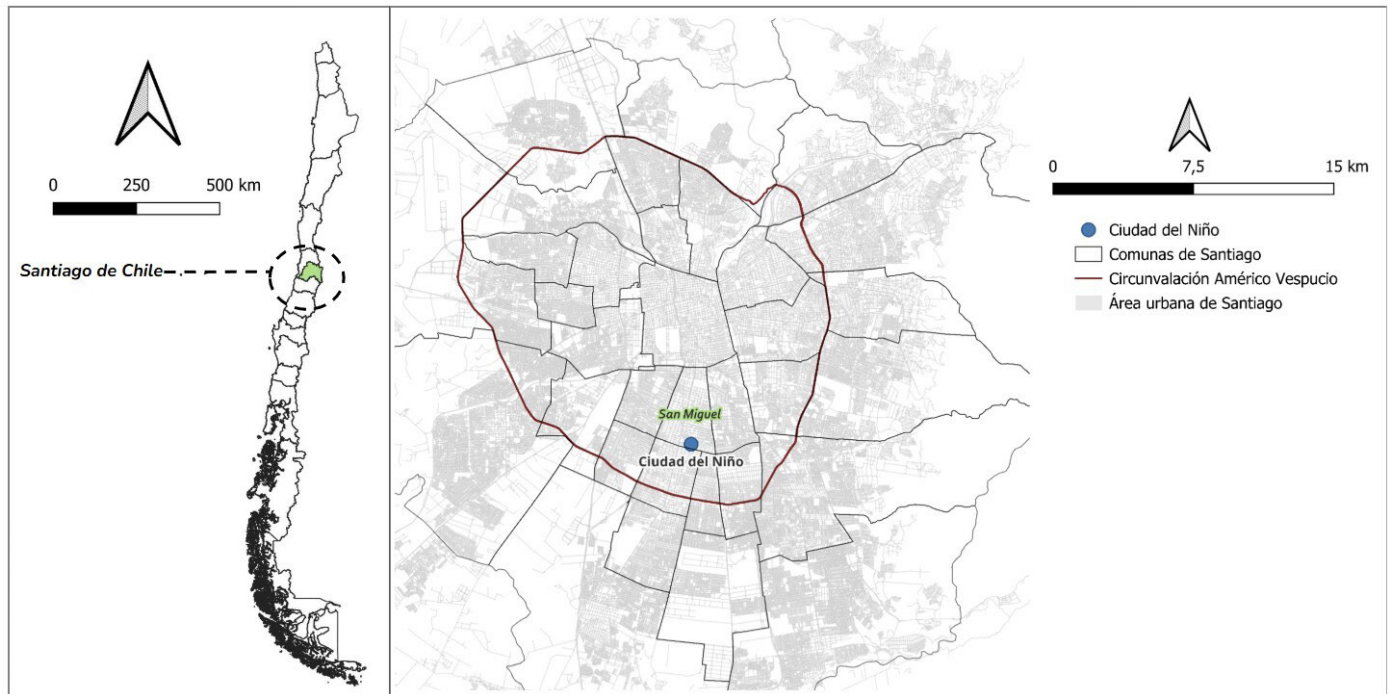 0 250 500 km
Santiago de Chile
San Miguel
Ciudad del Niño
0 7,5 15 km
Ciudad del Niño
Comunas de Santiago
Circunvalación Américo Vespucio
Área urbana de Santiago